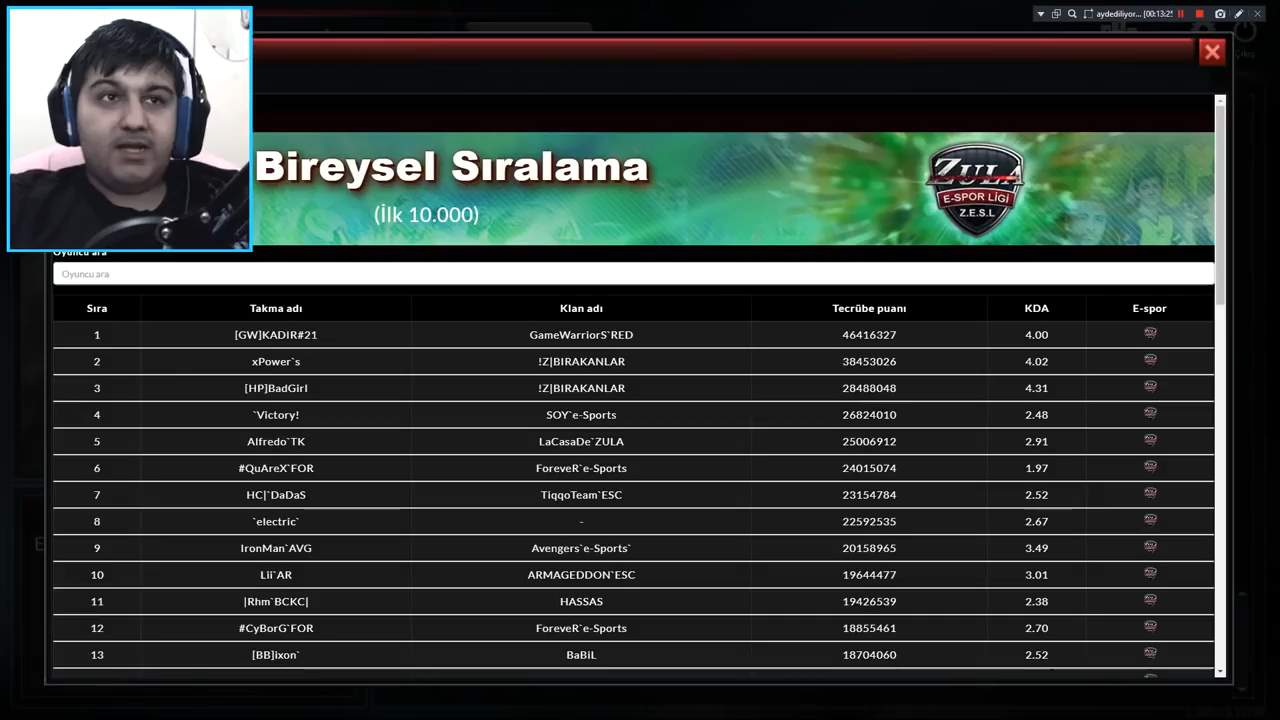 aydediliyor... [00:13:25
Çıkış
Bireysel Sıralama
(İlk 10.000)
ZULA
E-SPOR LİGİ
Z.E.S.L
Oyuncu ara
Oyuncu ara
Sıra Takma adı Klan adı Tecrübe puanı KDA E-spor
1 [GW]KADIR#21 GameWarriorS`RED 46416327 4.00
2 xPower`s !Z|BIRAKANLAR 38453026 4.02
3 [HP]BadGirl !Z|BIRAKANLAR 28488048 4.31
4 `Victory! SOY`e-Sports 26824010 2.48
5 Alfredo`TK LaCasaDe`ZULA 25006912 2.91
6 #QuAreX`FOR ForeveR`e-Sports 24015074 1.97
7 HC|`DaDaS TiqqoTeam`ESC 23154784 2.52
8 `electric` - 22592535 2.67
9 IronMan`AVG Avengers`e-Sports` 20158965 3.49
10 Lii`AR ARMAGEDDON`ESC 19644477 3.01
11 |Rhm`BCKC| HASSAS 19426539 2.38
12 #CyBorG`FOR ForeveR`e-Sports 18855461 2.70
13 [BB]ixon` BaBiL 18704060 2.52